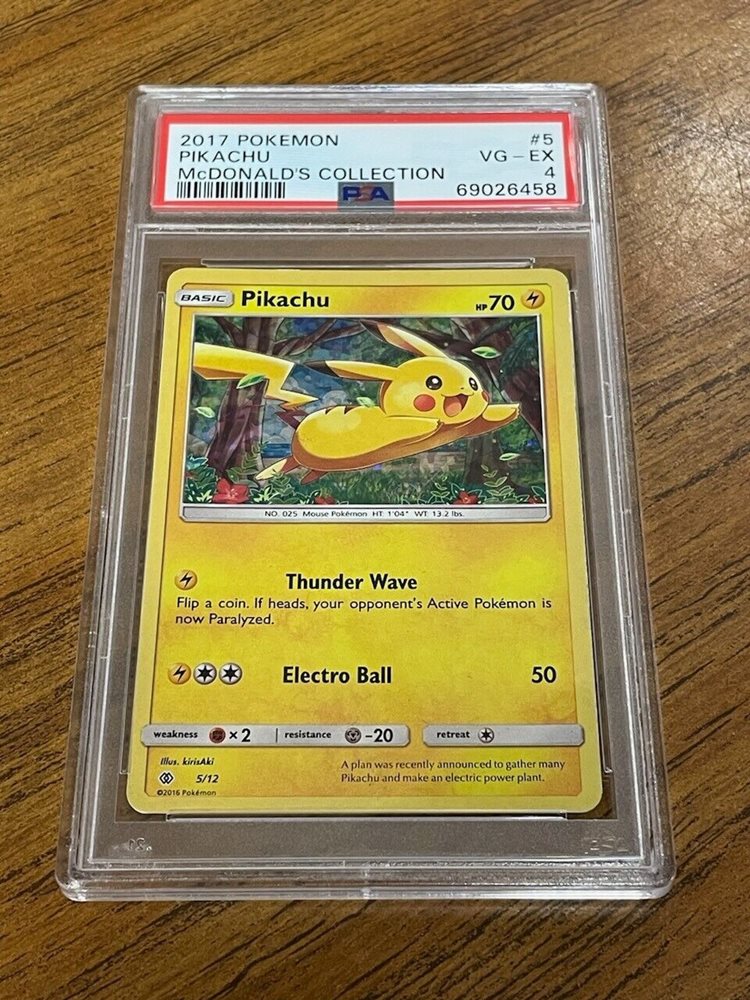 2017 POKEMON #5
PIKACHU VG - EX
McDONALD'S COLLECTION 4
PSA 69026458
BASIC Pikachu HP70
NO. 025 Mouse Pokémon HT: 1'04" WT: 13.2 lbs.
Thunder Wave
Flip a coin. If heads, your opponent's Active Pokémon is
now Paralyzed.
Electro Ball 50
weakness ×2 resistance -20 retreat
Illus. kirisAki
5/12
©2016 Pokémon
A plan was recently announced to gather many
Pikachu and make an electric power plant.